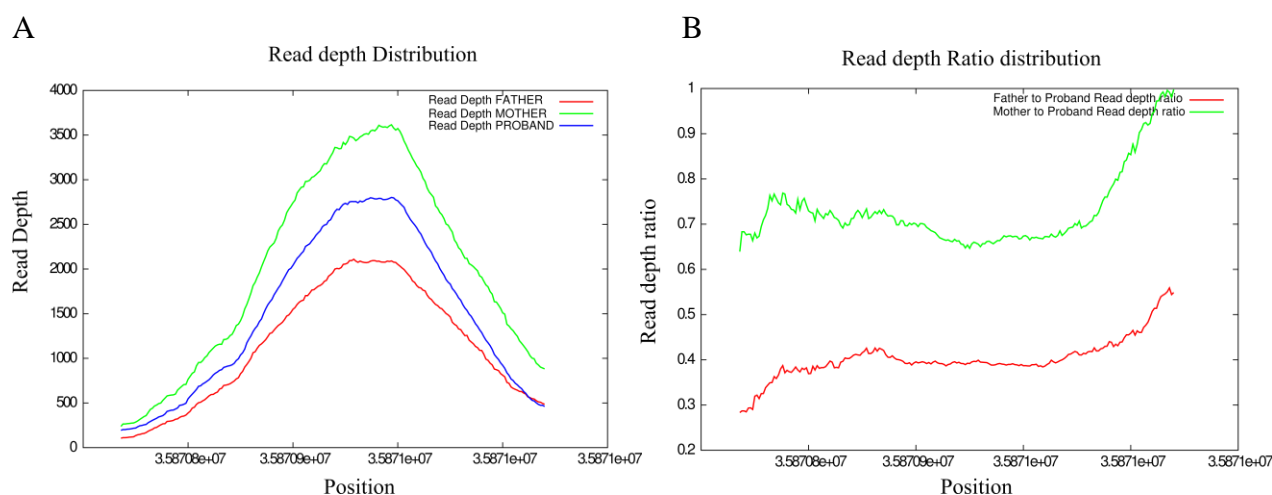 A
Read depth Distribution
4000
3500
3000
2500
2000
1500
1000
500
0
Read Depth FATHER
Read Depth MOTHER
Read Depth PROBAND
Read Depth
3.58708e+07 3.58709e+07 3.5871e+07 3.5871e+07 3.5871e+07
Position
B
Read depth Ratio distribution
1
0.9
0.8
0.7
0.6
0.5
0.4
0.3
0.2
Father to Proband Read depth ratio
Mother to Proband Read depth ratio
Read depth ratio
3.58708e+07 3.58709e+07 3.5871e+07 3.5871e+07 3.5871e+07
Position